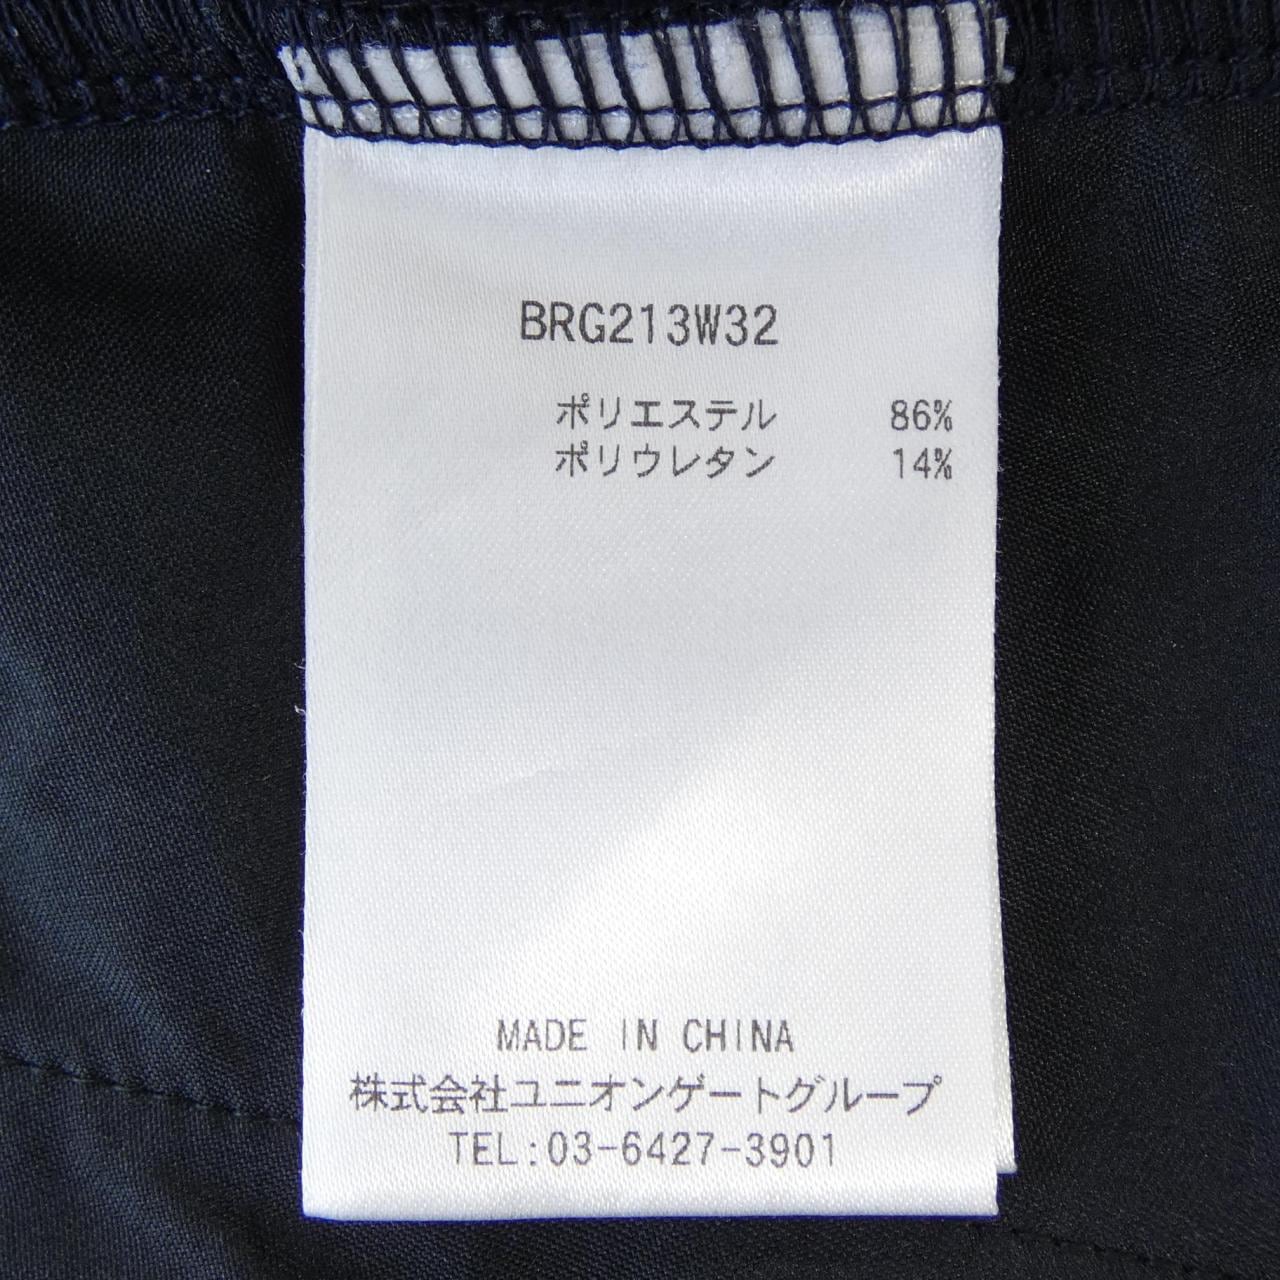 BRG213W32
ポリエステル 86%
ポリウレタン 14%
MADE IN CHINA
株式会社ユニオンゲートグループ
TEL:03-6427-3901